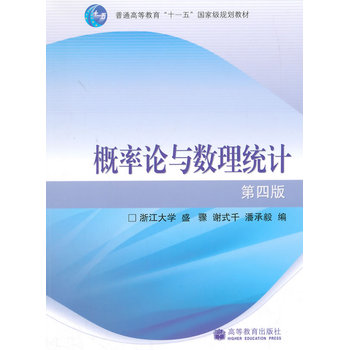 普通高等教育“十一五”国家级规划教材
概率论与数理统计
第四版
□ 浙江大学 盛 骤 谢式千 潘承毅 编
高等教育出版社
HIGHER EDUCATION PRESS